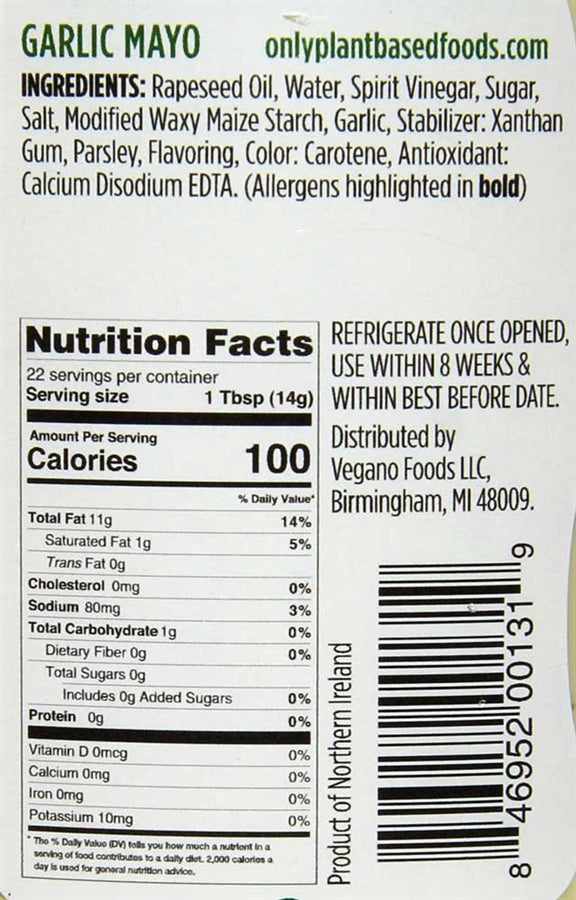 GARLIC MAYO onlyplantbasedfoods.com
INGREDIENTS: Rapeseed Oil, Water, Spirit Vinegar, Sugar,
Salt, Modified Waxy Maize Starch, Garlic, Stabilizer: Xanthan
Gum, Parsley, Flavoring, Color: Carotene, Antioxidant:
Calcium Disodium EDTA. (Allergens highlighted in bold)
Nutrition Facts
22 servings per container
Serving size 1 Tbsp (14g)
Amount Per Serving
Calories 100
% Daily Value*
Total Fat 11g 14%
Saturated Fat 1g 5%
Trans Fat 0g
Cholesterol 0mg 0%
Sodium 80mg 3%
Total Carbohydrate 1g 0%
Dietary Fiber 0g 0%
Total Sugars 0g
Includes 0g Added Sugars 0%
Protein 0g 0%
Vitamin D 0mcg 0%
Calcium 0mg 0%
Iron 0mg 0%
Potassium 10mg 0%
* The % Daily Value (DV) tells you how much a nutrient in a
serving of food contributes to a daily diet. 2,000 calories a
day is used for general nutrition advice.
REFRIGERATE ONCE OPENED,
USE WITHIN 8 WEEKS &
WITHIN BEST BEFORE DATE.
Distributed by
Vegano Foods LLC,
Birmingham, MI 48009.
Product of Northern Ireland
8 46952 00131 9